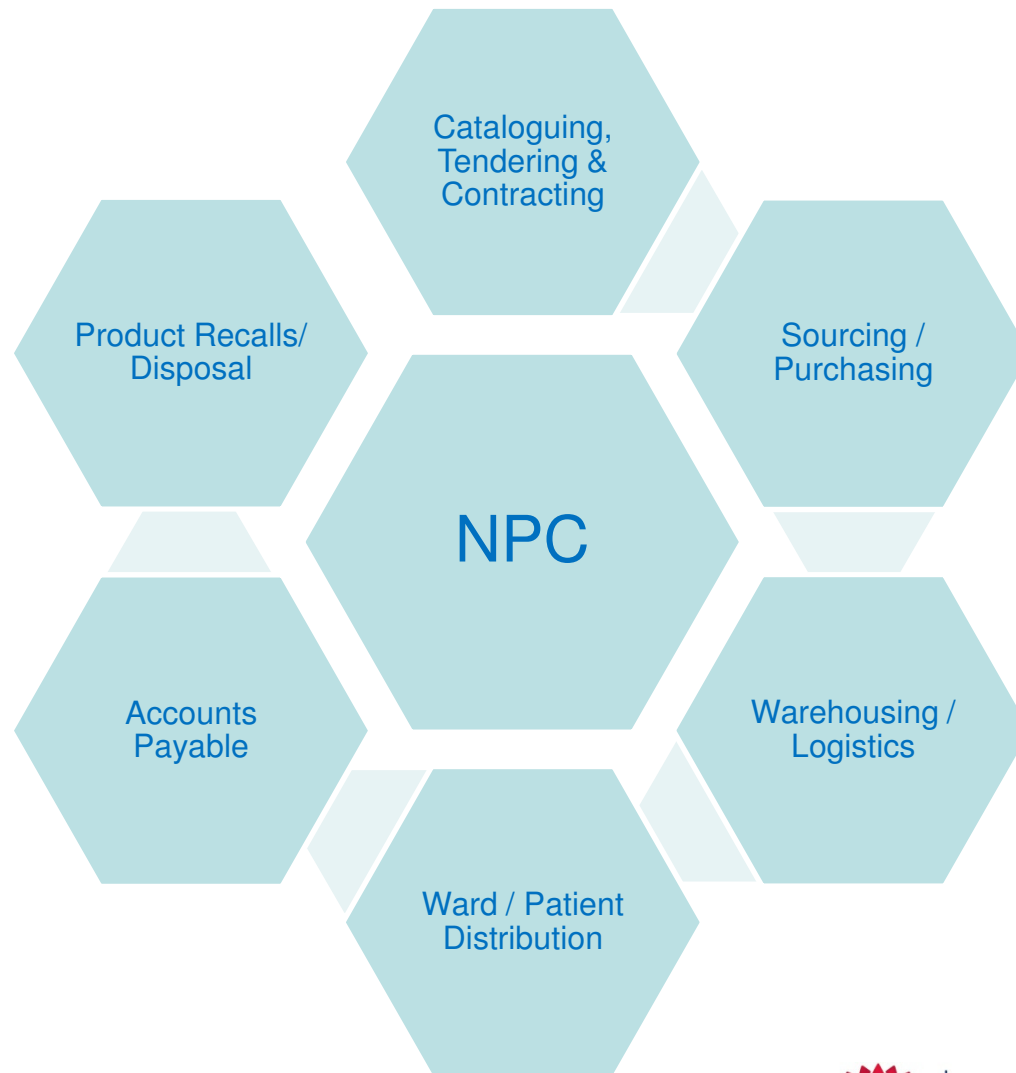 Cataloguing,
Tendering &
Contracting
Product Recalls/
Disposal
Sourcing /
Purchasing
NPC
Accounts
Payable
Warehousing /
Logistics
Ward / Patient
Distribution